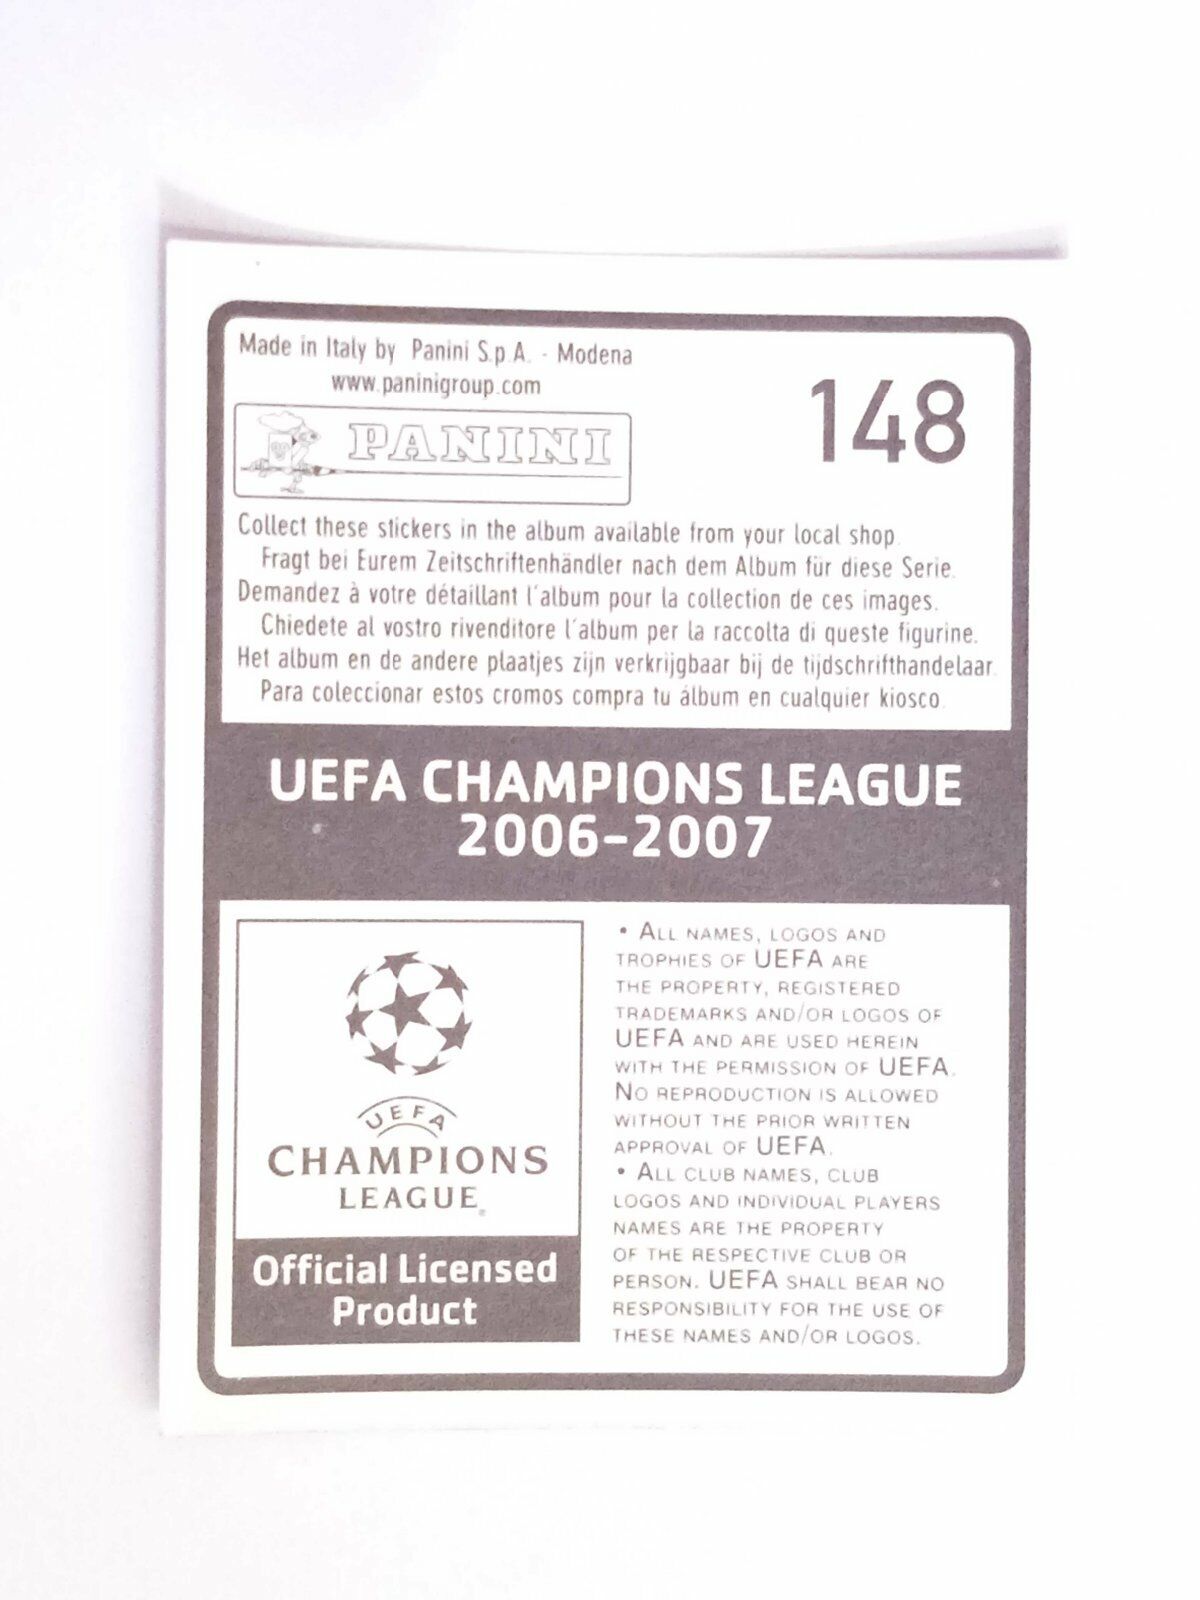 Made in Italy by Panini S.p.A. - Modena
www.paninigroup.com
148
PANINI
Collect these stickers in the album available from your local shop.
Fragt bei Eurem Zeitschriftenhändler nach dem Album für diese Serie.
Demandez à votre détaillant l'album pour la collection de ces images.
Chiedete al vostro rivenditore l'album per la raccolta di queste figurine.
Het album en de andere plaatjes zijn verkrijgbaar bij de tijdschrifthandelaar.
Para coleccionar estos cromos compra tu álbum en cualquier kiosco.
UEFA CHAMPIONS LEAGUE
2006-2007
UEFA
CHAMPIONS
LEAGUE
Official Licensed
Product
• ALL NAMES, LOGOS AND
TROPHIES OF UEFA ARE
THE PROPERTY, REGISTERED
TRADEMARKS AND/OR LOGOS OF
UEFA AND ARE USED HEREIN
WITH THE PERMISSION OF UEFA.
NO REPRODUCTION IS ALLOWED
WITHOUT THE PRIOR WRITTEN
APPROVAL OF UEFA.
• ALL CLUB NAMES, CLUB
LOGOS AND INDIVIDUAL PLAYERS
NAMES ARE THE PROPERTY
OF THE RESPECTIVE CLUB OR
PERSON. UEFA SHALL BEAR NO
RESPONSIBILITY FOR THE USE OF
THESE NAMES AND/OR LOGOS.